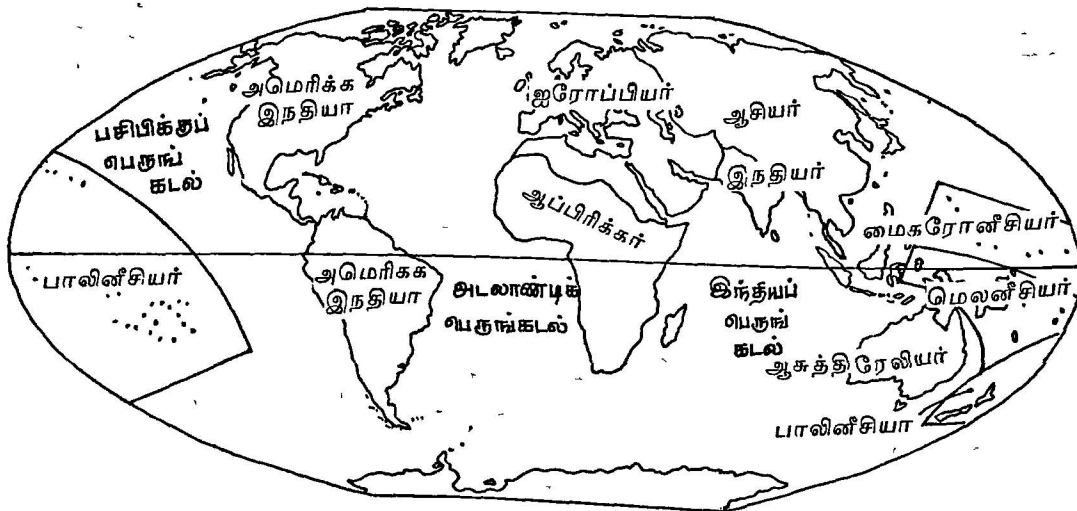 அமெரிக்க
இநதியா
ஐரோப்பியர்
ஆசியர்
பசிபிக்குப்
பெருங்
கடல்
இநதியர்
ஆப்பிரிக்கர்
மைகரோனீசியர்
பாலினீசியர்
அமெரிகக
இநதியா
அடலாண்டிக
பெருங்கடல்
இந்தியப்
பெருங்
கடல்
மெலனீசியர்
ஆசுத்திரேலியர்
பாலினீசியா